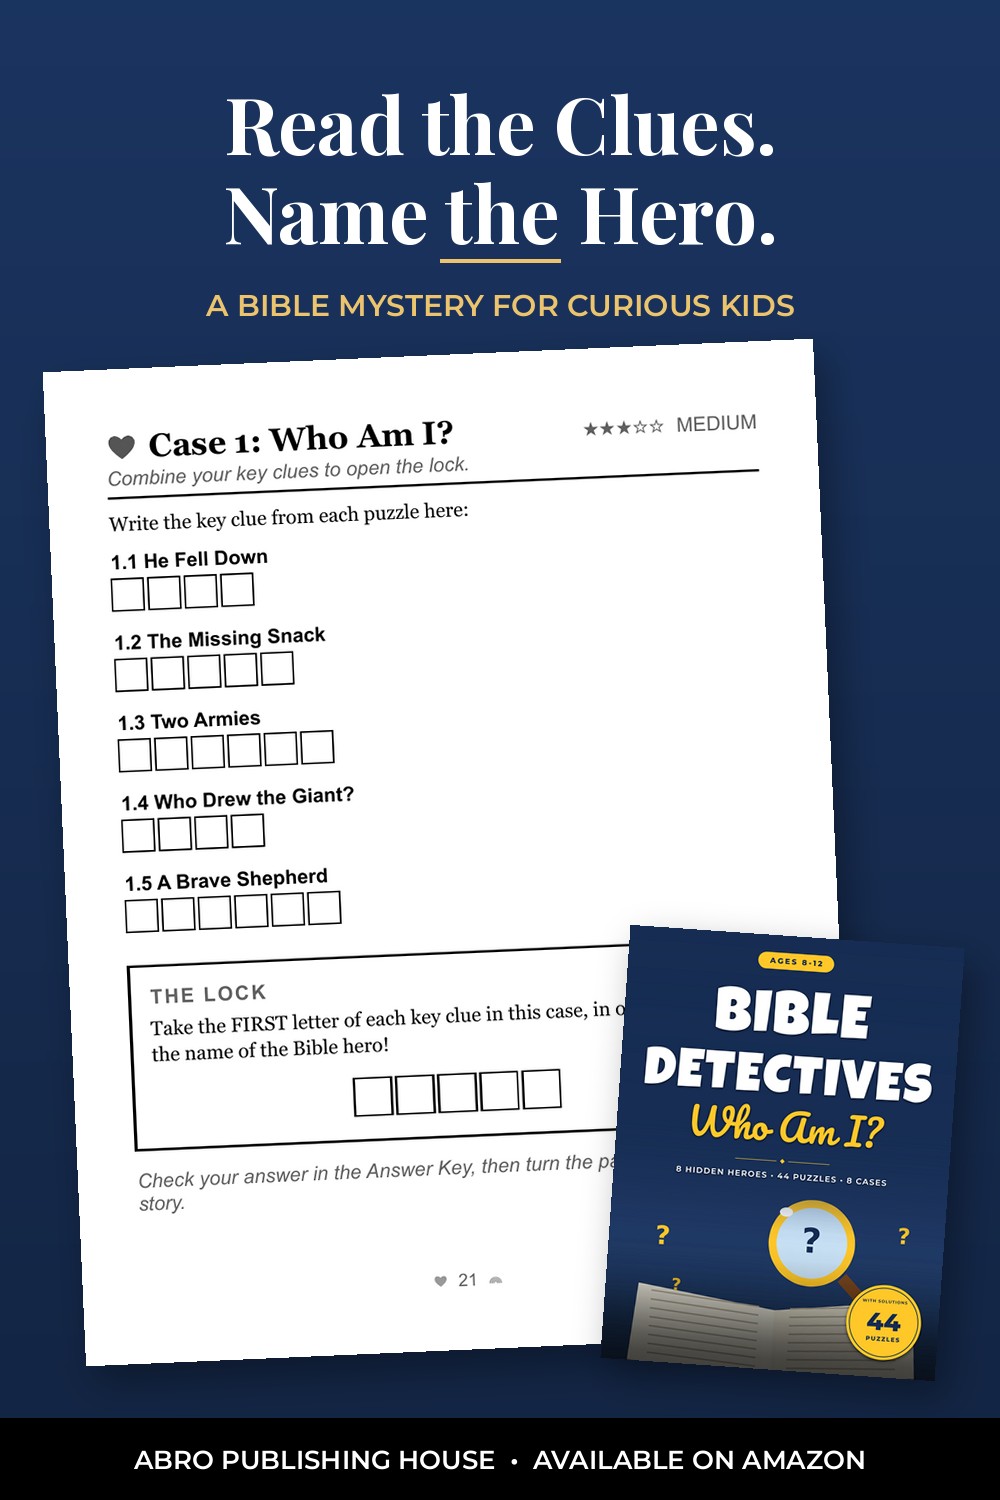 Read the Clues.
Name the Hero.
A BIBLE MYSTERY FOR CURIOUS KIDS
Case 1: Who Am I?
★★★☆☆ MEDIUM
Combine your key clues to open the lock.
Write the key clue from each puzzle here:
1.1 He Fell Down
1.2 The Missing Snack
1.3 Two Armies
1.4 Who Drew the Giant?
1.5 A Brave Shepherd
THE LOCK
Take the FIRST letter of each key clue in this case, in
the name of the Bible hero!
Check your answer in the Answer Key, then turn the
story.
21
AGES 8-12
BIBLE
DETECTIVES
Who Am I?
8 HIDDEN HEROES • 44 PUZZLES • 8 CASES
?
?
?
?
WITH SOLUTIONS
44
PUZZLES
ABRO PUBLISHING HOUSE • AVAILABLE ON AMAZON